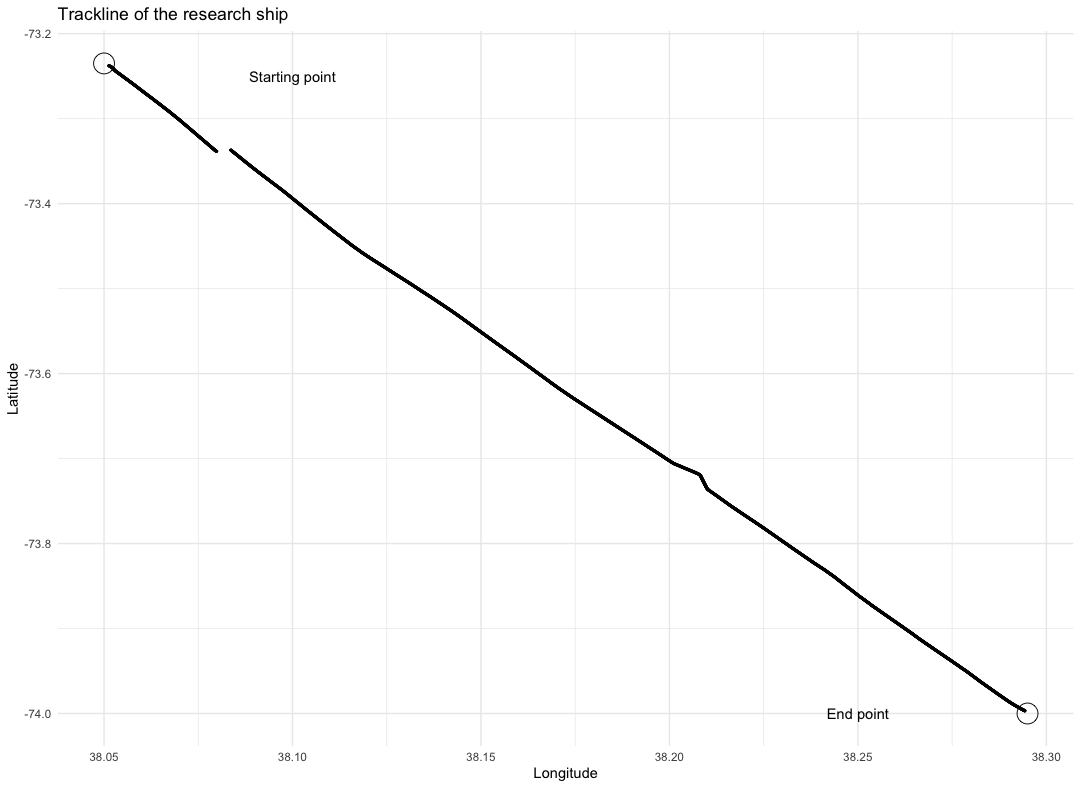 Trackline of the research ship
-73.2
Starting point
-73.4
Latitude
-73.6
-73.8
-74.0
End point
38.05
38.10
38.15
38.20
38.25
38.30
Longitude